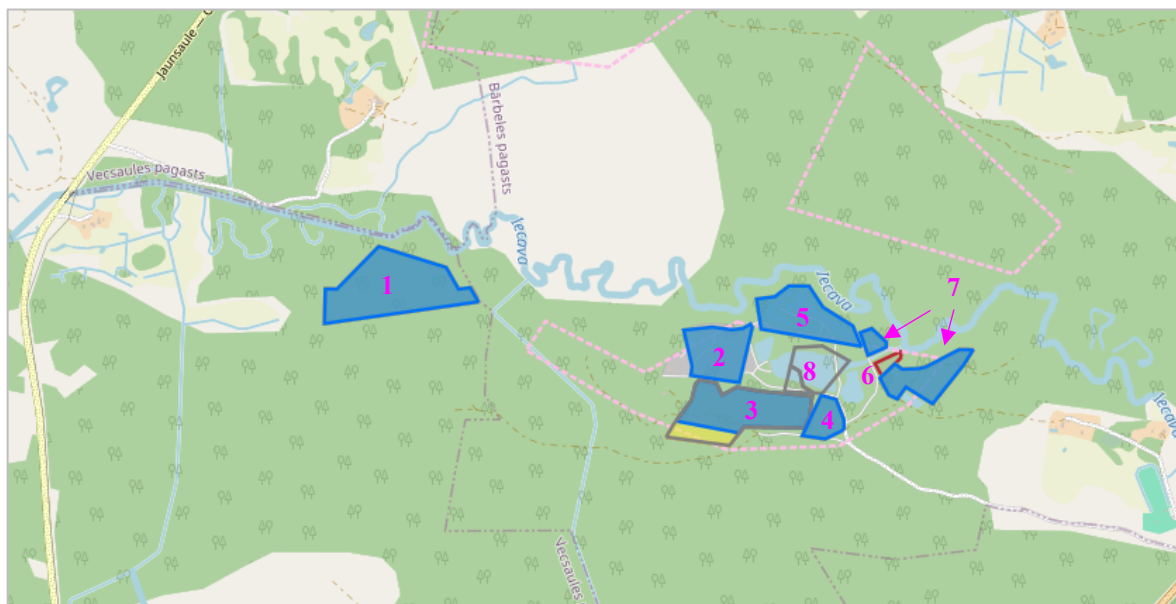 Jaunsaule — C
Vecsaules pagasts
Bārbeles pagasts
Iecava
Iecava
Iecava
Vecsaules
1
2
3
4
5
6
7
8